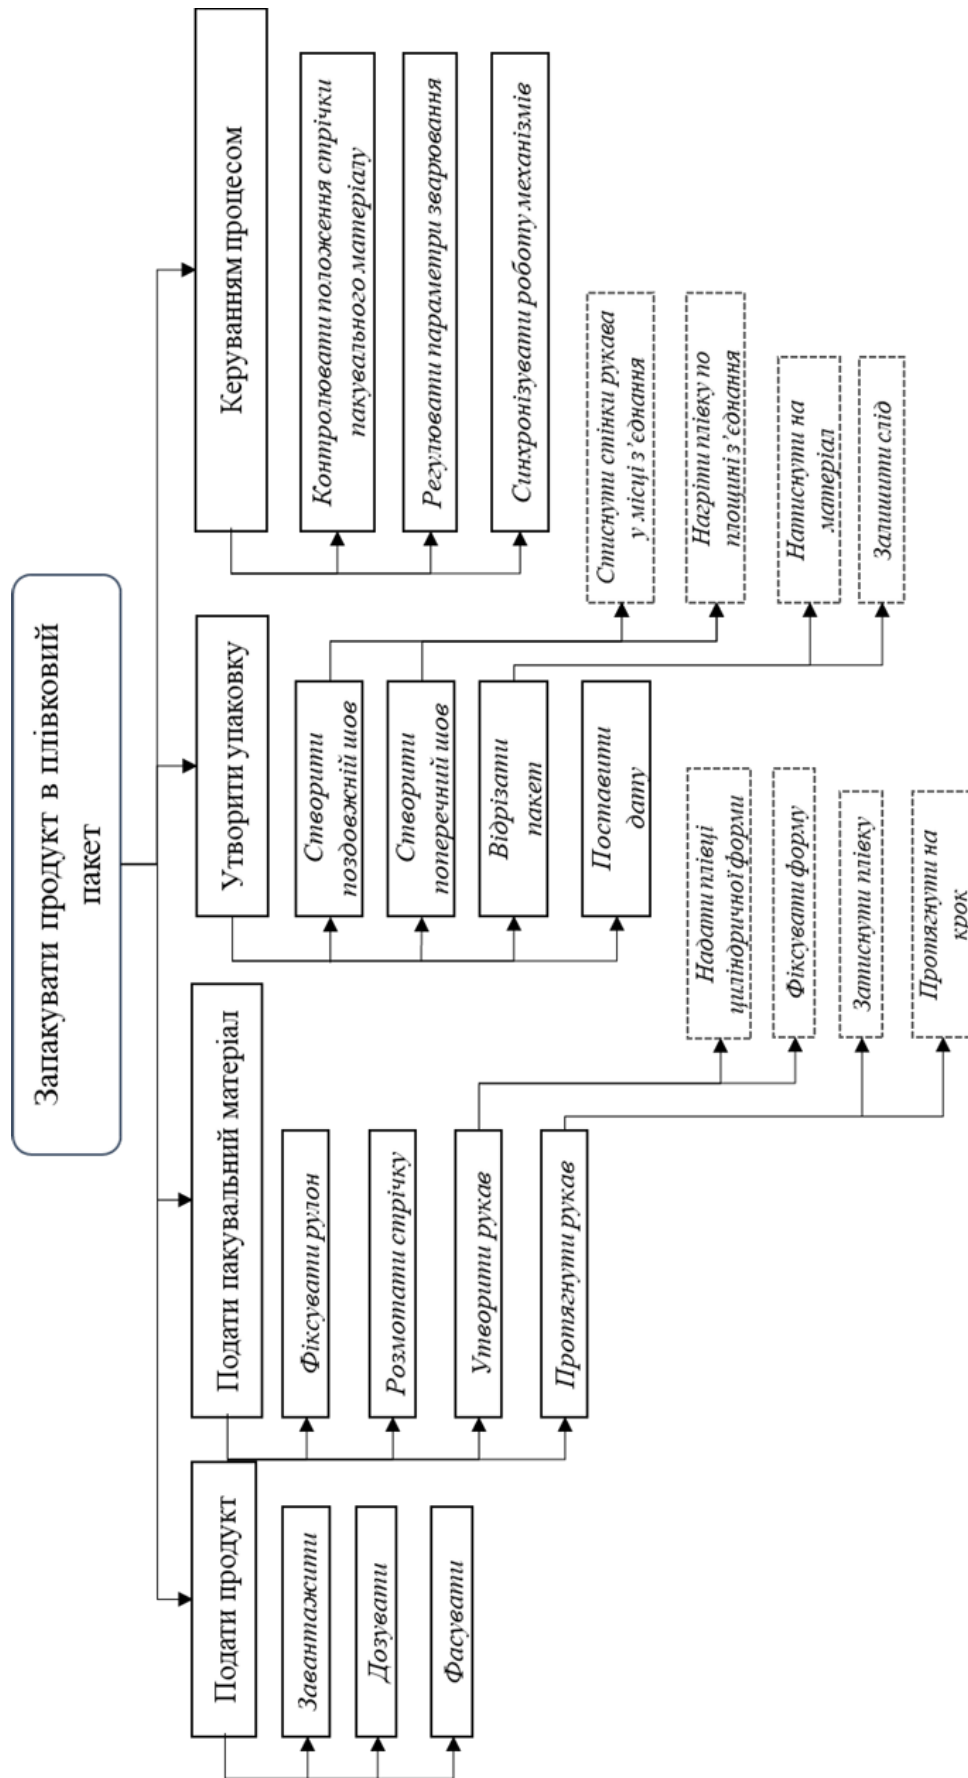 Запакувати продукт в плівковий
пакет
Подати продукт
Завантажити
Дозувати
Фасувати
Подати пакувальний матеріал
Фіксувати рулон
Розмотати стрічку
Утворити рукав
Протягнути рукав
Надати плівці
циліндричної форми
Фіксувати форму
Затиснути плівку
Протягнути на
крок
Утворити упаковку
Створити
поздовжній шов
Створити
поперечний шов
Відрізати
пакет
Поставити
дату
Стиснути стінки рукава
у місці з’єднання
Нагріти плівку по
площині з’єднання
Натиснути на
матеріал
Залишити слід
Керуванням процесом
Контролювати положення стрічки
пакувального матеріалу
Регулювати параметри зварювання
Синхронізувати роботу механізмів